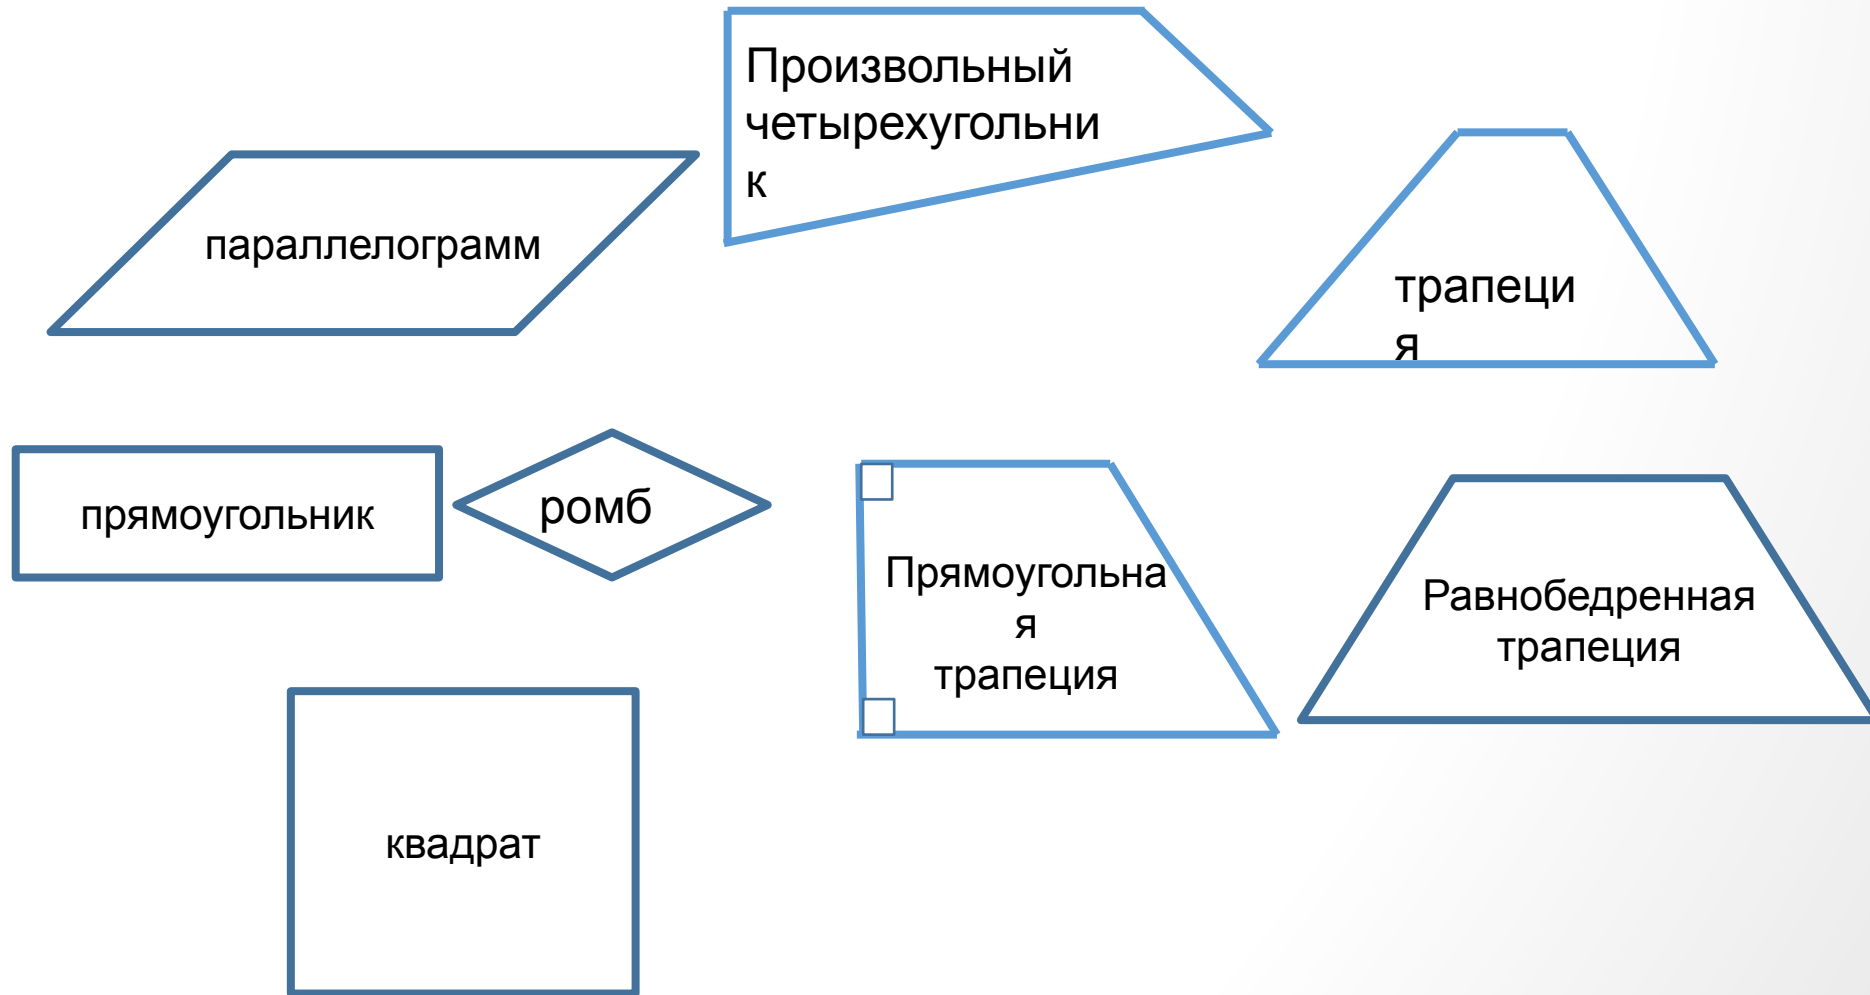 Произвольный
четырехугольни
к
параллелограмм
трапеци
я
прямоугольник
ромб
Прямоугольна
я
трапеция
Равнобедренная
трапеция
квадрат